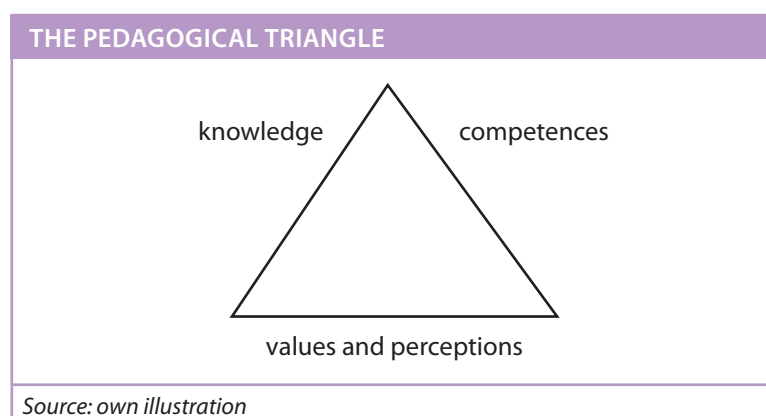 THE PEDAGOGICAL TRIANGLE
knowledge
competences
values and perceptions
Source: own illustration